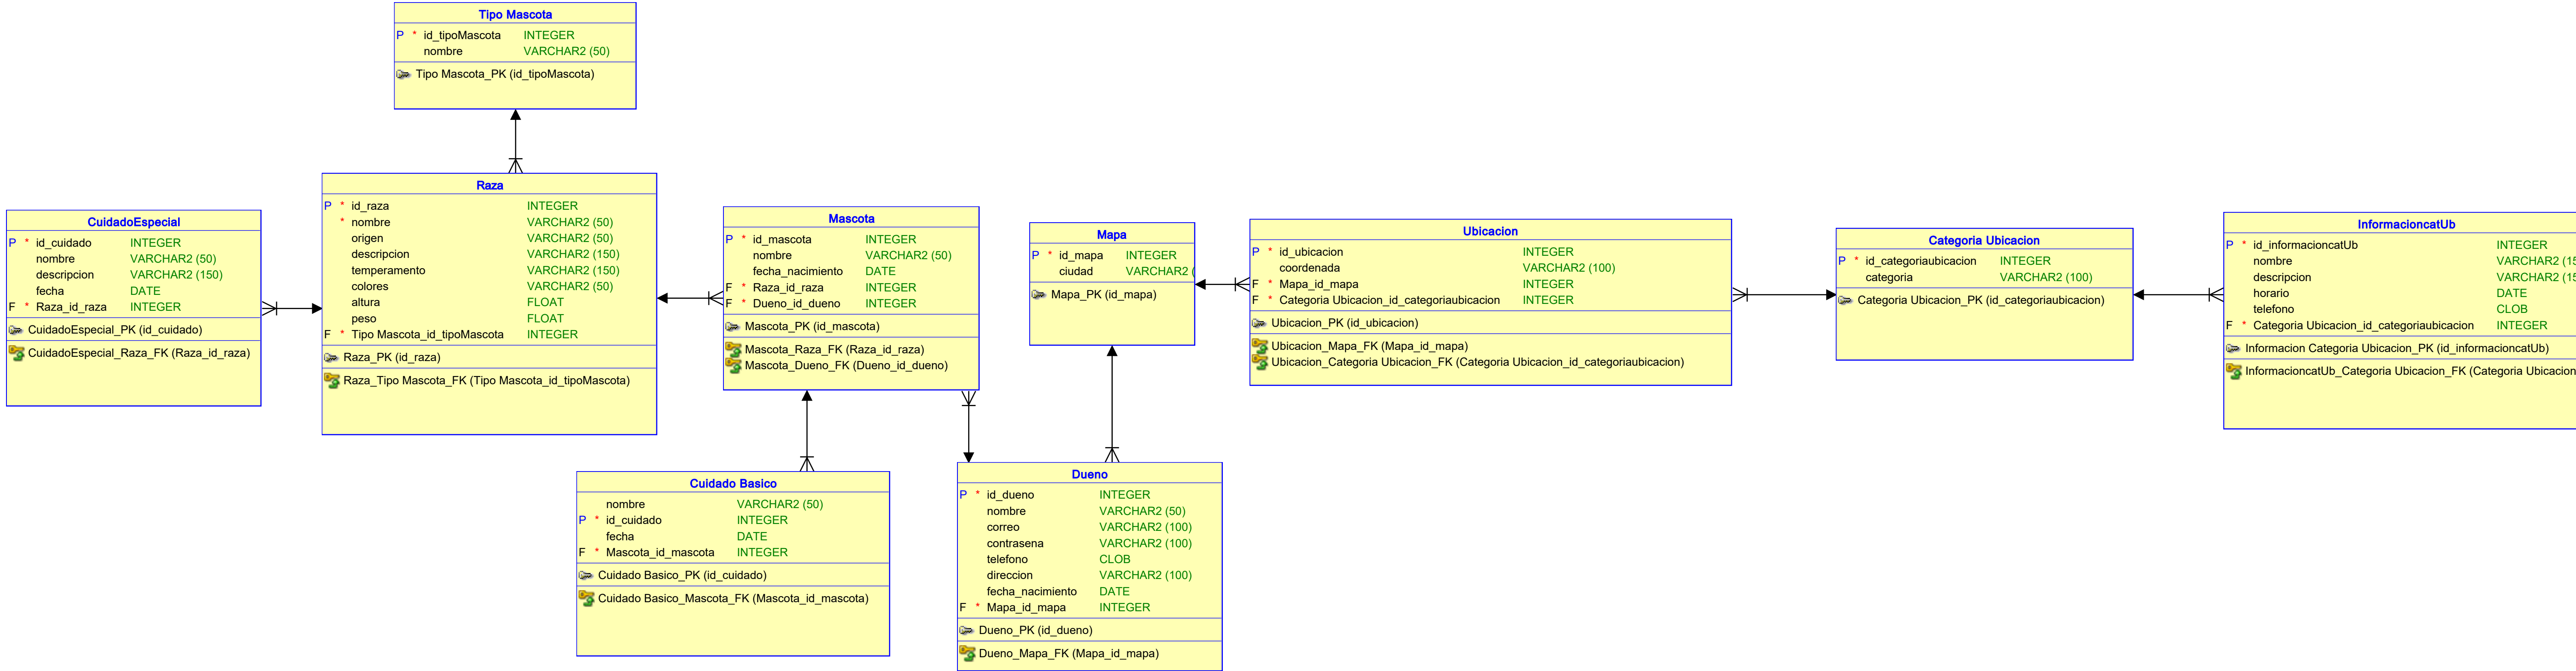 Tipo Mascota
P * id_tipoMascota INTEGER
nombre VARCHAR2 (50)
Tipo Mascota_PK (id_tipoMascota)
CuidadoEspecial
P * id_cuidado INTEGER
nombre VARCHAR2 (50)
descripcion VARCHAR2 (150)
fecha DATE
F * Raza_id_raza INTEGER
CuidadoEspecial_PK (id_cuidado)
CuidadoEspecial_Raza_FK (Raza_id_raza)
Raza
P * id_raza INTEGER
* nombre VARCHAR2 (50)
origen VARCHAR2 (50)
descripcion VARCHAR2 (150)
temperamento VARCHAR2 (150)
colores VARCHAR2 (50)
altura FLOAT
peso FLOAT
F * Tipo Mascota_id_tipoMascota INTEGER
Raza_PK (id_raza)
Raza_Tipo Mascota_FK (Tipo Mascota_id_tipoMascota)
Mascota
P * id_mascota INTEGER
nombre VARCHAR2 (50)
fecha_nacimiento DATE
F * Raza_id_raza INTEGER
F * Dueno_id_dueno INTEGER
Mascota_PK (id_mascota)
Mascota_Raza_FK (Raza_id_raza)
Mascota_Dueno_FK (Dueno_id_dueno)
Mapa
P * id_mapa INTEGER
ciudad VARCHAR2 (
Mapa_PK (id_mapa)
Ubicacion
P * id_ubicacion INTEGER
coordenada VARCHAR2 (100)
F * Mapa_id_mapa INTEGER
F * Categoria Ubicacion_id_categoriaubicacion INTEGER
Ubicacion_PK (id_ubicacion)
Ubicacion_Mapa_FK (Mapa_id_mapa)
Ubicacion_Categoria Ubicacion_FK (Categoria Ubicacion_id_categoriaubicacion)
Categoria Ubicacion
P * id_categoriaubicacion INTEGER
categoria VARCHAR2 (100)
Categoria Ubicacion_PK (id_categoriaubicacion)
InformacioncatUb
P * id_informacioncatUb INTEGER
nombre VARCHAR2 (15
descripcion VARCHAR2 (15
horario DATE
telefono CLOB
F * Categoria Ubicacion_id_categoriaubicacion INTEGER
Informacion Categoria Ubicacion_PK (id_informacioncatUb)
InformacioncatUb_Categoria Ubicacion_FK (Categoria Ubicacion
Cuidado Basico
nombre VARCHAR2 (50)
P * id_cuidado INTEGER
fecha DATE
F * Mascota_id_mascota INTEGER
Cuidado Basico_PK (id_cuidado)
Cuidado Basico_Mascota_FK (Mascota_id_mascota)
Dueno
P * id_dueno INTEGER
nombre VARCHAR2 (50)
correo VARCHAR2 (100)
contrasena VARCHAR2 (100)
telefono CLOB
direccion VARCHAR2 (100)
fecha_nacimiento DATE
F * Mapa_id_mapa INTEGER
Dueno_PK (id_dueno)
Dueno_Mapa_FK (Mapa_id_mapa)